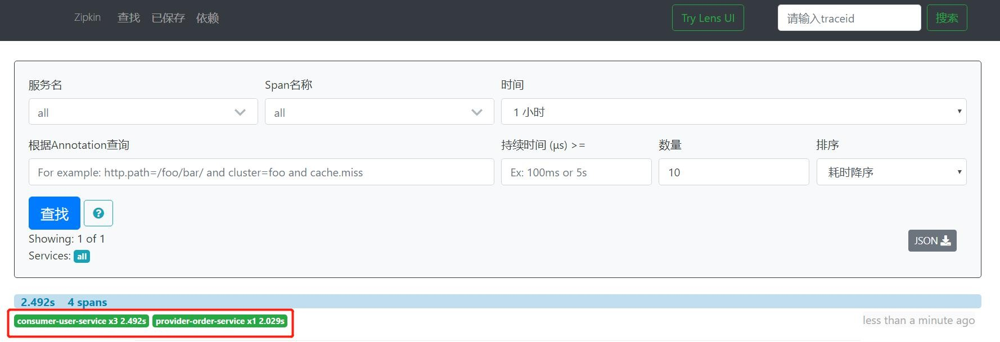 Zipkin 查找 已保存 依赖 Try Lens UI 请输入traceid 搜索
服务名 Span名称 时间
all all 1 小时
根据Annotation查询 持续时间 (μs) >= 数量 排序
For example: http.path=/foo/bar/ and cluster=foo and cache.miss Ex: 100ms or 5s 10 耗时降序
查找 ?
Showing: 1 of 1 JSON
Services: all
2.492s 4 spans
consumer-user-service x3 2.492s provider-order-service x1 2.029s less than a minute ago